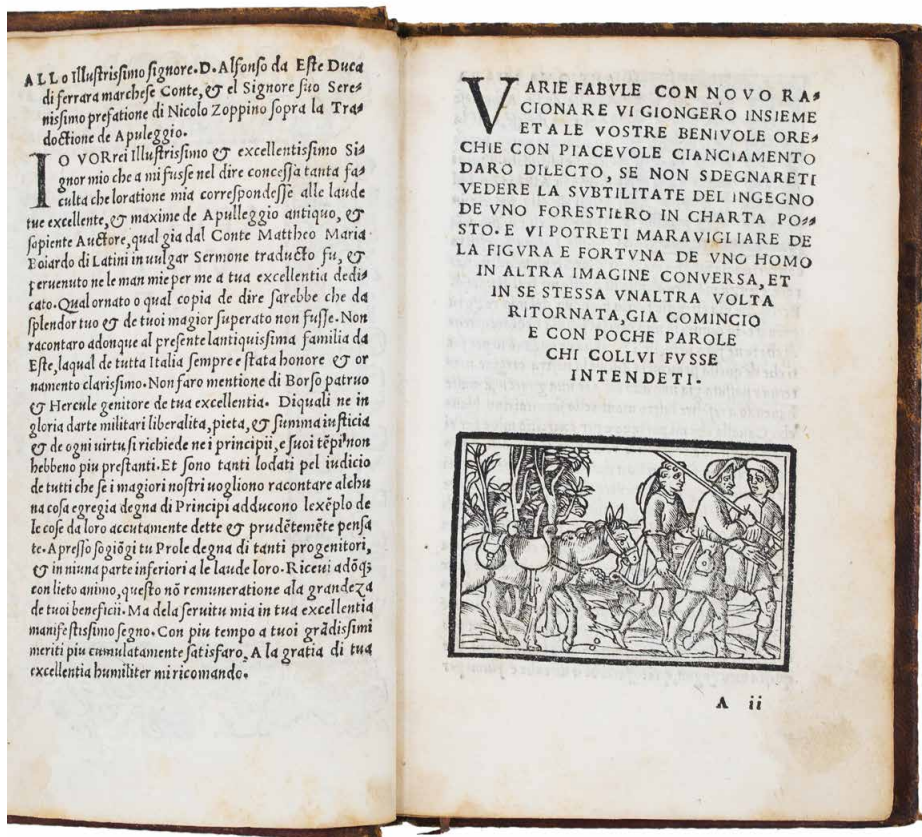 ALLo Illustrissimo signore.D.Alfonso da Este Duca
di ferrara marchese Conte,& el Signore suo Sere-
nissimo prefatione di Nicolo Zoppino sopra la Tra-
doctione de Apuleggio.
IO VORrei Illustrissimo & excellentissimo Si-
gnor mio che a mi fusse nel dire concessa tanta fa-
culta che loratione mia correspondesse alle laude
tue excellente,& maxime de Apulleggio antiquo, &
sapiente Auctore,qual gia dal Conte Mattheo Maria
Boiardo di Latini in uulgar Sermone traducto fu, &
peruenuto ne le man mie per me a tua excellentia dedi-
cato.Qual ornato o qual copia de dire sarebbe che da
splendor tuo & de tuoi magior superato non fusse.Non
racontaro adonque al presente lantiquissima familia da
Este,laqual de tutta Italia sempre e stata honore & or
namento clarissimo.Non faro mentione di Borso patruo
& Hercule genitore de tua excellentia. Diquali ne in
gloria darte militari liberalita,pieta,& summa iusticia
& de ogni uirtu si richiede nei principii,e suoi tẽpi non
hebbeno piu prestanti.Et sono tanti lodati pel iudicio
de tutti che se i magiori nostri uogliono racontare alchu
na cosa egregia degna di Principi adducono lexẽplo de
le cose da loro accutamente dette & prudẽtemẽte pensa
te.Apresso sogiõgi tu Prole degna di tanti progenitori,
& in niuna parte inferiori a le laude loro.Riceui adõq;
con lieto animo,questo nõ remuneratione ala grandeza
de tuoi beneficii. Ma dela seruitu mia in tua excellentia
manifestissimo segno.Con piu tempo a tuoi grãdissimi
meriti piu cumulatamente satisfaro, A la gratia di tua
excellentia humiliter mi ricomando.
VARIE FABVLE CON NOVO RA-
CIONARE VI GIONGERO INSIEME
ET ALE VOSTRE BENIVOLE ORE-
CHIE CON PIACEVOLE CIANCIAMENTO
DARO DILECTO, SE NON SDEGNARETI
VEDERE LA SVBTILITATE DEL INGEGNO
DE VNO FORESTIERO IN CHARTA PO-
STO. E VI POTRETI MARAVIGLIARE DE
LA FIGVRA E FORTVNA DE VNO HOMO
IN ALTRA IMAGINE CONVERSA, ET
IN SE STESSA VNALTRA VOLTA
RITORNATA,GIA COMINCIO
E CON POCHE PAROLE
CHI COLLVI FVSSE
INTENDETI.
A ii